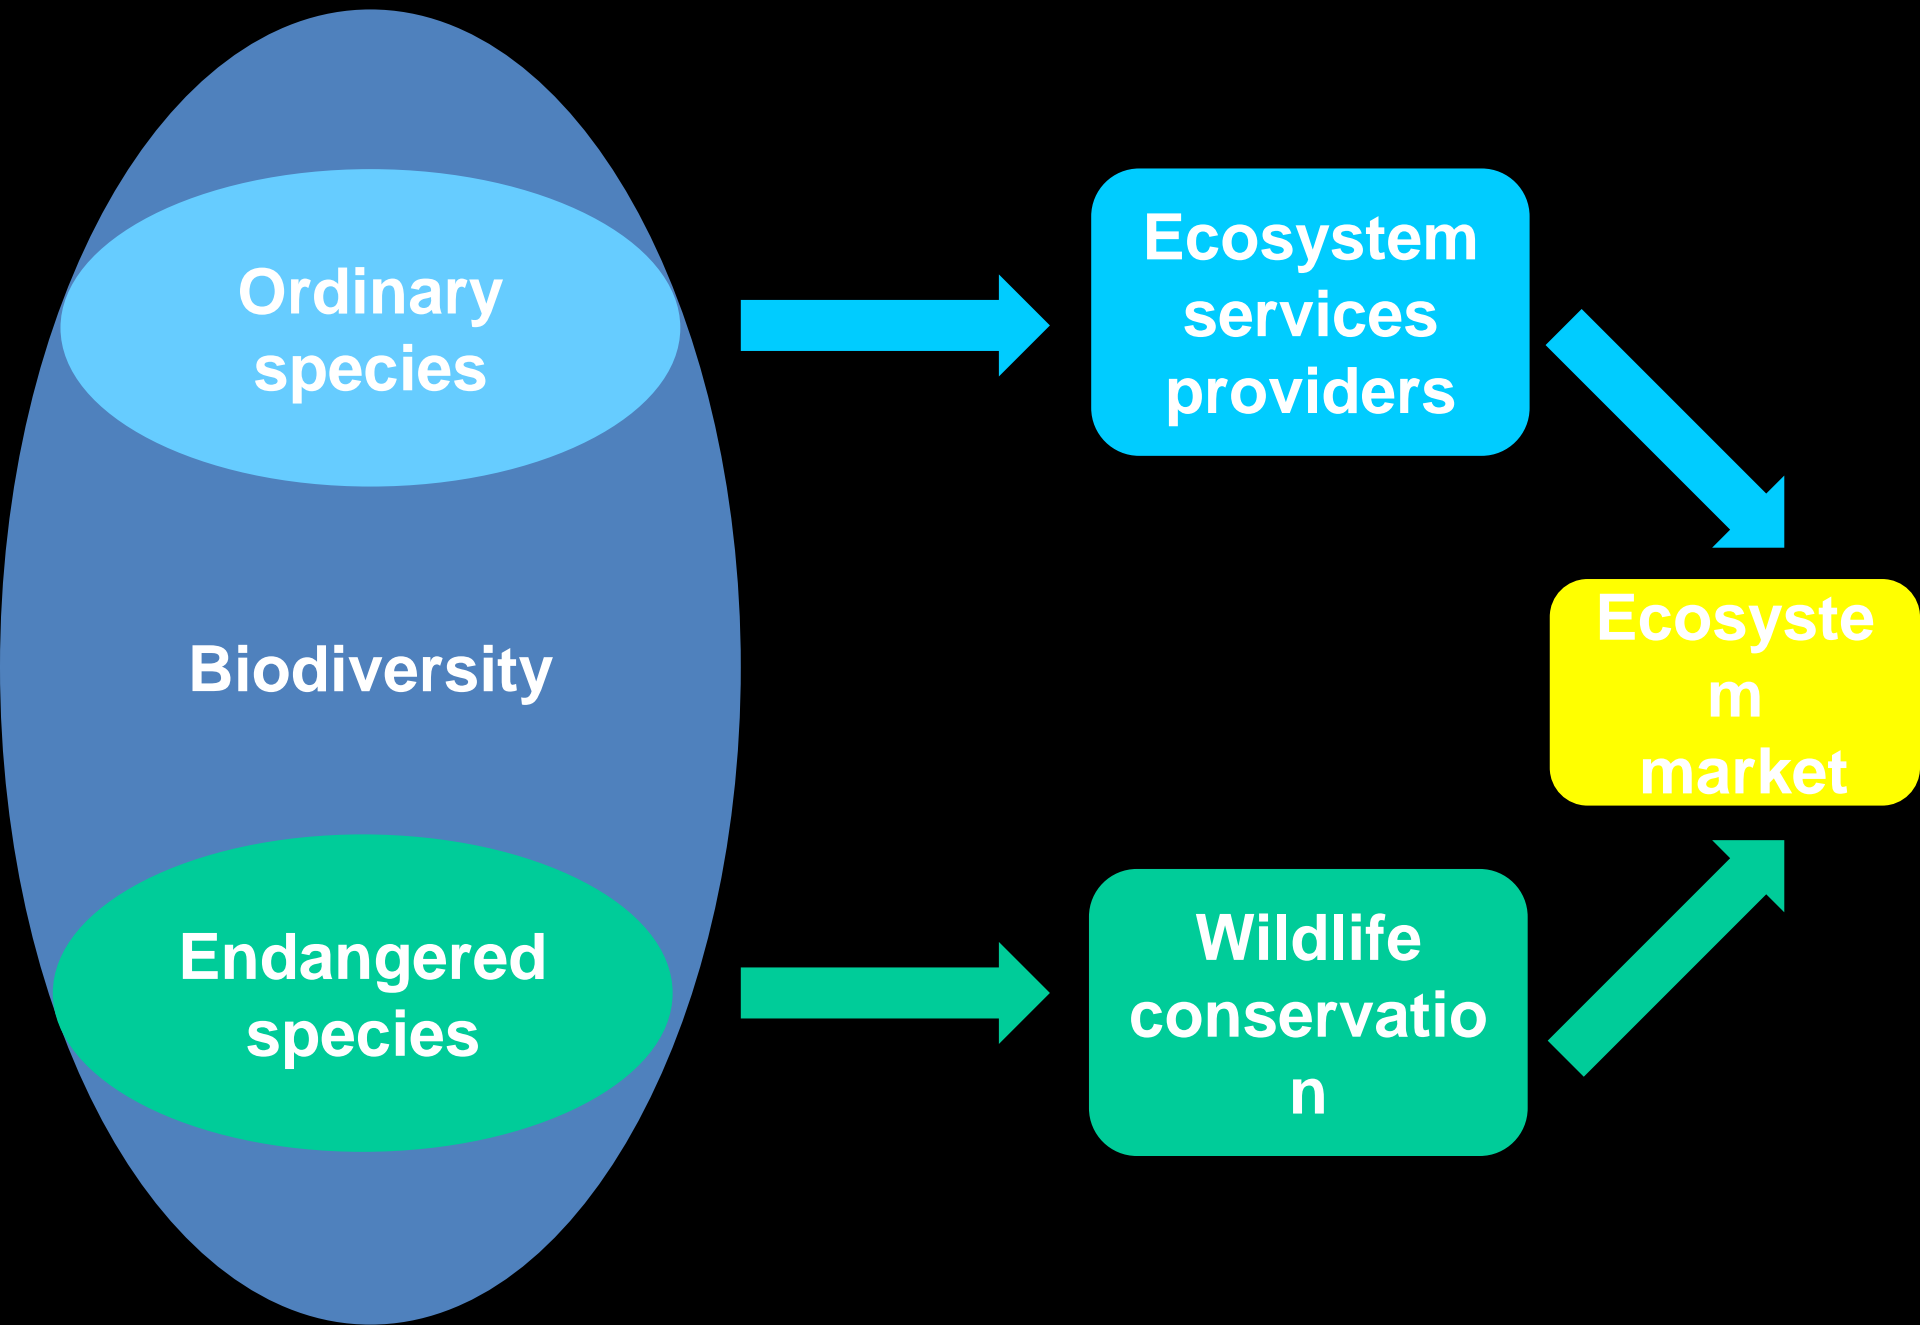 Ordinary
species
Biodiversity
Endangered
species
Ecosystem
services
providers
Wildlife
conservatio
n
Ecosyste
m
market